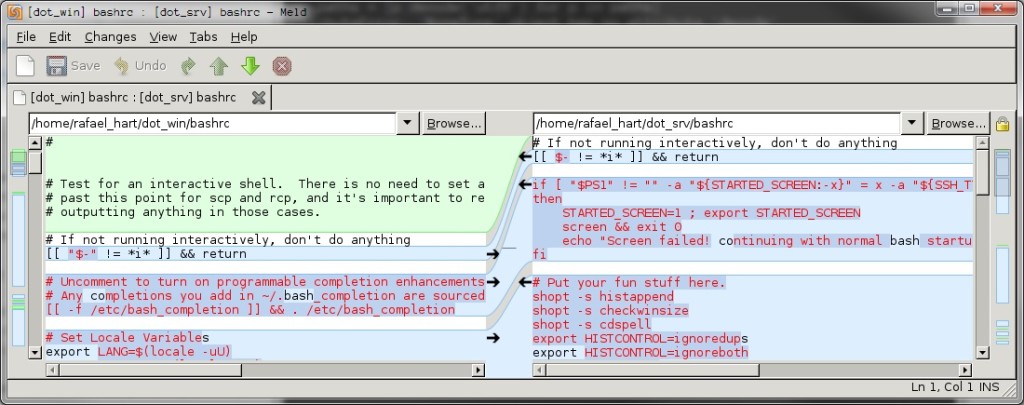 [dot_win] bashrc : [dot_srv] bashrc - Meld
File Edit Changes View Tabs Help
Save Undo
[dot_win] bashrc : [dot_srv] bashrc
/home/rafael_hart/dot_win/bashrc Browse...
#
# Test for an interactive shell.  There is no need to set a
# past this point for scp and rcp, and it's important to re
# outputting anything in those cases.
# If not running interactively, don't do anything
[[ "$-" != *i* ]] && return
# Uncomment to turn on programmable completion enhancements
# Any completions you add in ~/.bash_completion are sourced
[[ -f /etc/bash_completion ]] && . /etc/bash_completion
# Set Locale Variables
export LANG=$(locale -uU)
/home/rafael_hart/dot_srv/bashrc Browse...
# If not running interactively, don't do anything
[[ $- != *i* ]] && return
if [ "$PS1" != "" -a "${STARTED_SCREEN:-x}" = x -a "${SSH_T
then
    STARTED_SCREEN=1 ; export STARTED_SCREEN
    screen && exit 0
    echo "Screen failed! continuing with normal bash startu
fi
# Put your fun stuff here.
shopt -s histappend
shopt -s checkwinsize
shopt -s cdspell
export HISTCONTROL=ignoredups
export HISTCONTROL=ignoreboth
Ln 1, Col 1 INS